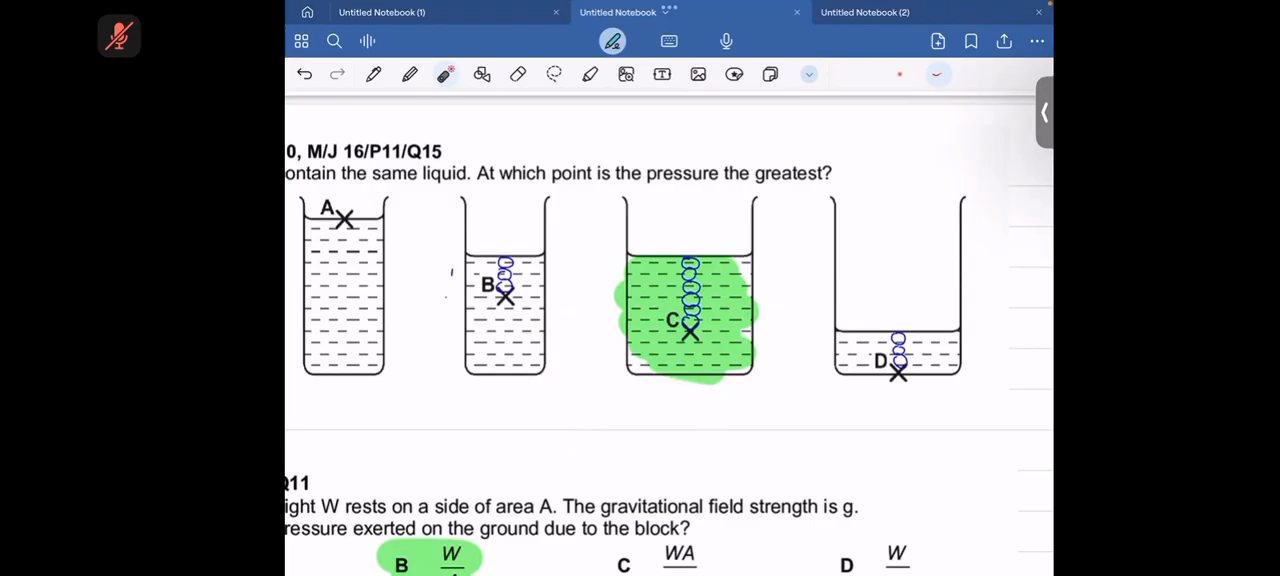 Untitled Notebook (1)
Untitled Notebook
Untitled Notebook (2)
0, M/J 16/P11/Q15
ontain the same liquid. At which point is the pressure the greatest?
A
B
C
D
Q11
ight W rests on a side of area A. The gravitational field strength is g.
ressure exerted on the ground due to the block?
B W
C WA
D W